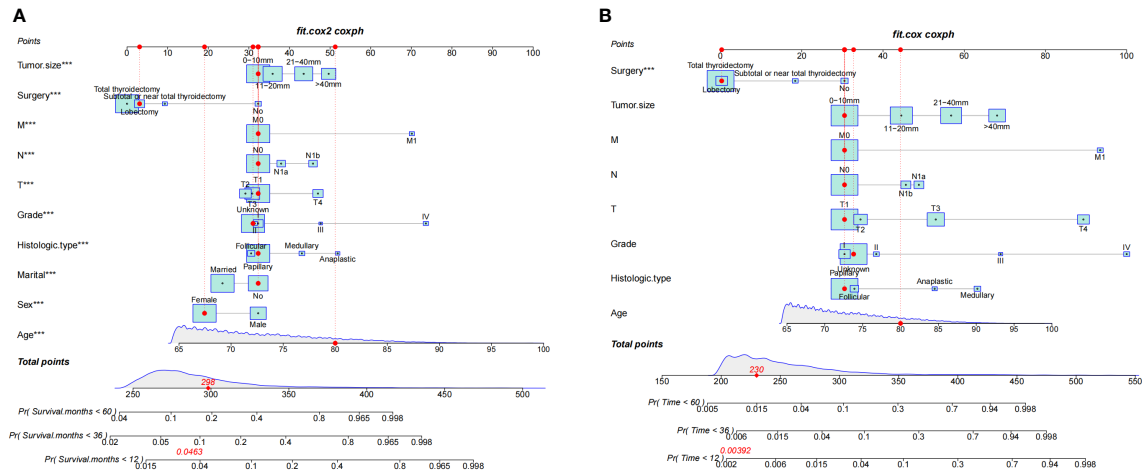 A
fit.cox2 coxph
Points
0 10 20 30 40 50 60 70 80 90 100
0−10mm 21−40mm
Tumor.size***
11−20mm >40mm
Total thyroidectomy
Surgery***
Subtotal or near total thyroidectomy
Lobectomy No
M0
M***
M1
N0 N1b
N***
N1a
T2 T1
T***
T3 T4
Unknown I IV
Grade***
II III
Follicular Medullary
Histologic.type***
Papillary Anaplastic
Married
Marital***
No
Female
Sex***
Male
Age***
65 70 75 80 85 90 95 100
Total points
298
250 300 350 400 450 500
Pr( Survival.months < 60 )
0.04 0.1 0.2 0.4 0.8 0.965 0.998
Pr( Survival.months < 36 )
0.02 0.05 0.1 0.2 0.4 0.8 0.965 0.998
0.0463
Pr( Survival.months < 12 )
0.015 0.04 0.1 0.2 0.4 0.8 0.965 0.998
B
fit.cox coxph
Points
0 10 20 30 40 50 60 70 80 90 100
Total thyroidectomy
Surgery***
Subtotal or near total thyroidectomy
Lobectomy No
0−10mm 21−40mm
Tumor.size
11−20mm >40mm
M0
M
M1
N0 N1a
N
N1b
T1 T3
T
T2 T4
I II IV
Grade
Unknown III
Papillary Anaplastic
Histologic.type
Follicular Medullary
Age
65 70 75 80 85 90 95 100
Total points
230
150 200 250 300 350 400 450 500 550
Pr( Time < 60 )
0.005 0.015 0.04 0.1 0.3 0.7 0.94 0.998
Pr( Time < 36 )
0.006 0.015 0.04 0.1 0.3 0.7 0.94 0.998
0.00392
Pr( Time < 12 )
0.002 0.006 0.015 0.04 0.1 0.3 0.7 0.94 0.998